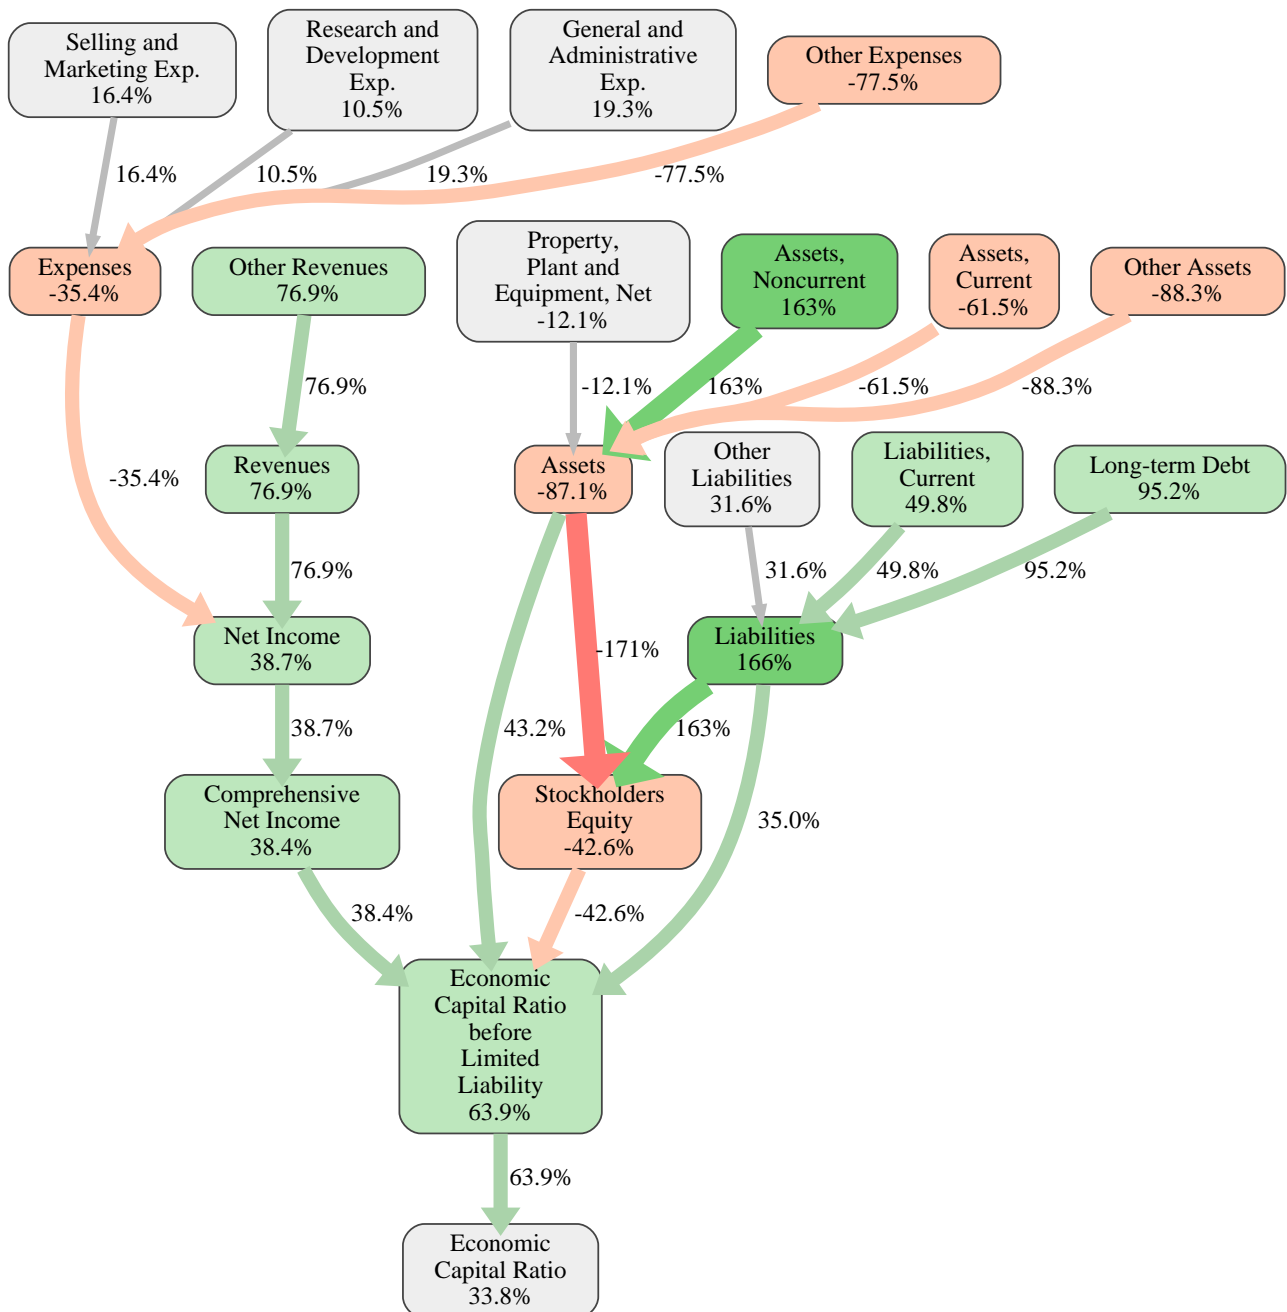 Selling and
Marketing Exp.
16.4%
Research and
Development
Exp.
10.5%
General and
Administrative
Exp.
19.3%
Other Expenses
-77.5%
16.4%
10.5%
19.3%
-77.5%
Expenses
-35.4%
Other Revenues
76.9%
Property,
Plant and
Equipment, Net
-12.1%
Assets,
Noncurrent
163%
Assets,
Current
-61.5%
Other Assets
-88.3%
76.9%
-12.1%
163%
-61.5%
-88.3%
-35.4%
Revenues
76.9%
Assets
-87.1%
Other
Liabilities
31.6%
Liabilities,
Current
49.8%
Long-term Debt
95.2%
76.9%
31.6%
49.8%
95.2%
Net Income
38.7%
-171%
Liabilities
166%
38.7%
43.2%
163%
35.0%
Comprehensive
Net Income
38.4%
Stockholders
Equity
-42.6%
38.4%
-42.6%
Economic
Capital Ratio
before
Limited
Liability
63.9%
63.9%
Economic
Capital Ratio
33.8%